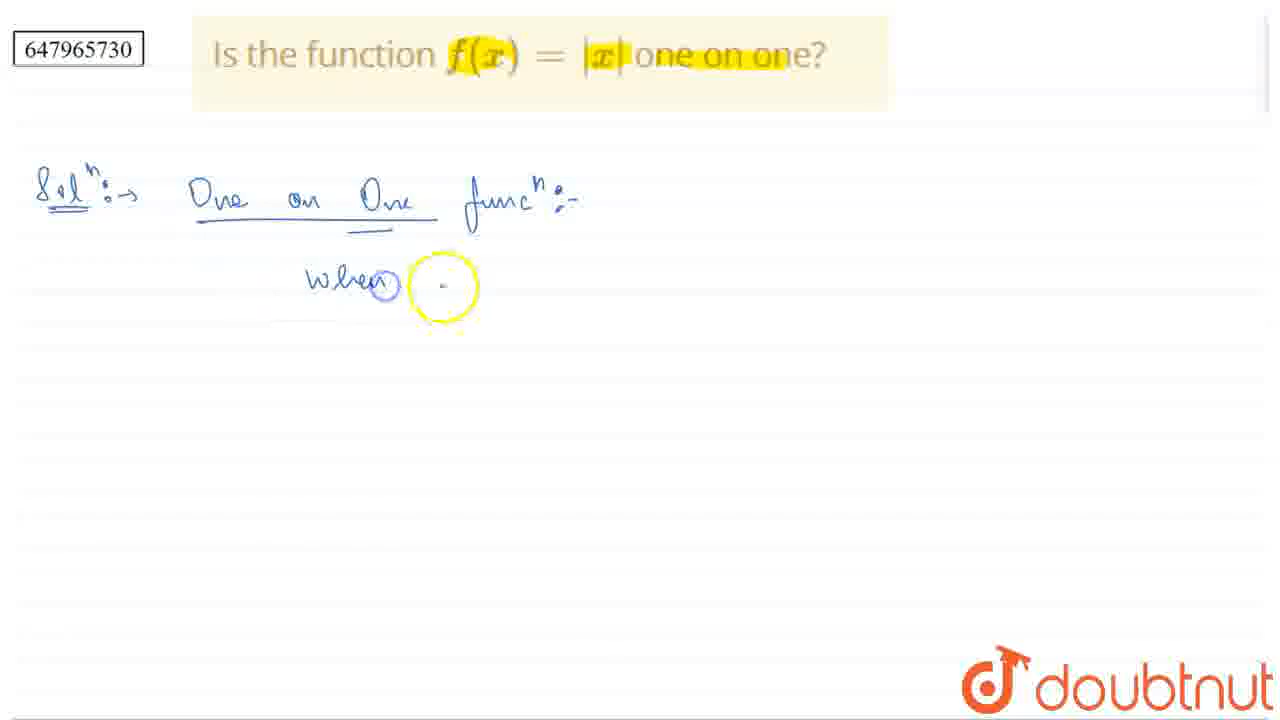 647965730
Is the function f(x) = |x| one on one?
Solⁿ :→ One on One funcⁿ :-
When
doubtnut